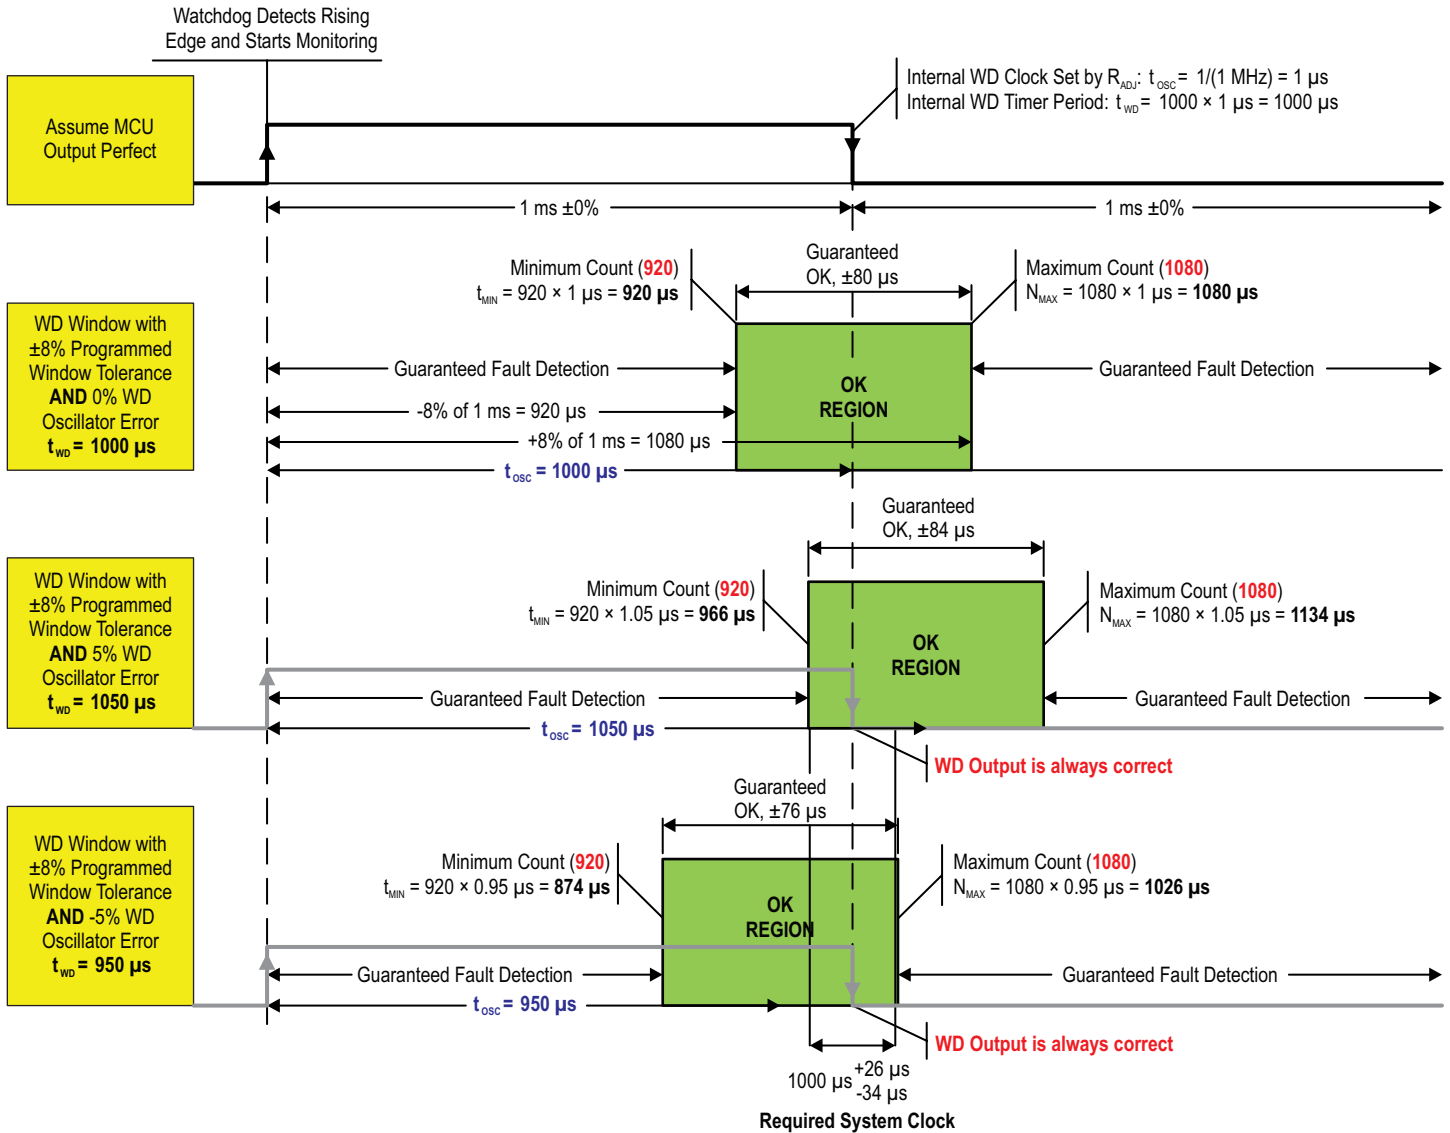 Watchdog Detects Rising
Edge and Starts Monitoring
Internal WD Clock Set by RADJ: tOSC = 1/(1 MHz) = 1 µs
Internal WD Timer Period: tWD = 1000 × 1 µs = 1000 µs
Assume MCU
Output Perfect
1 ms ±0%
1 ms ±0%
Guaranteed
OK, ±80 µs
Minimum Count (920)
tMIN = 920 × 1 µs = 920 µs
Maximum Count (1080)
NMAX = 1080 × 1 µs = 1080 µs
WD Window with
±8% Programmed
Window Tolerance
AND 0% WD
Oscillator Error
tWD = 1000 µs
Guaranteed Fault Detection
OK
REGION
Guaranteed Fault Detection
-8% of 1 ms = 920 µs
+8% of 1 ms = 1080 µs
tOSC = 1000 µs
Guaranteed
OK, ±84 µs
Minimum Count (920)
tMIN = 920 × 1.05 µs = 966 µs
Maximum Count (1080)
NMAX = 1080 × 1.05 µs = 1134 µs
WD Window with
±8% Programmed
Window Tolerance
AND 5% WD
Oscillator Error
tWD = 1050 µs
OK
REGION
Guaranteed Fault Detection
Guaranteed Fault Detection
tOSC = 1050 µs
WD Output is always correct
Guaranteed
OK, ±76 µs
Minimum Count (920)
tMIN = 920 × 0.95 µs = 874 µs
Maximum Count (1080)
NMAX = 1080 × 0.95 µs = 1026 µs
WD Window with
±8% Programmed
Window Tolerance
AND -5% WD
Oscillator Error
tWD = 950 µs
OK
REGION
Guaranteed Fault Detection
Guaranteed Fault Detection
tOSC = 950 µs
WD Output is always correct
1000 µs +26 µs
-34 µs
Required System Clock